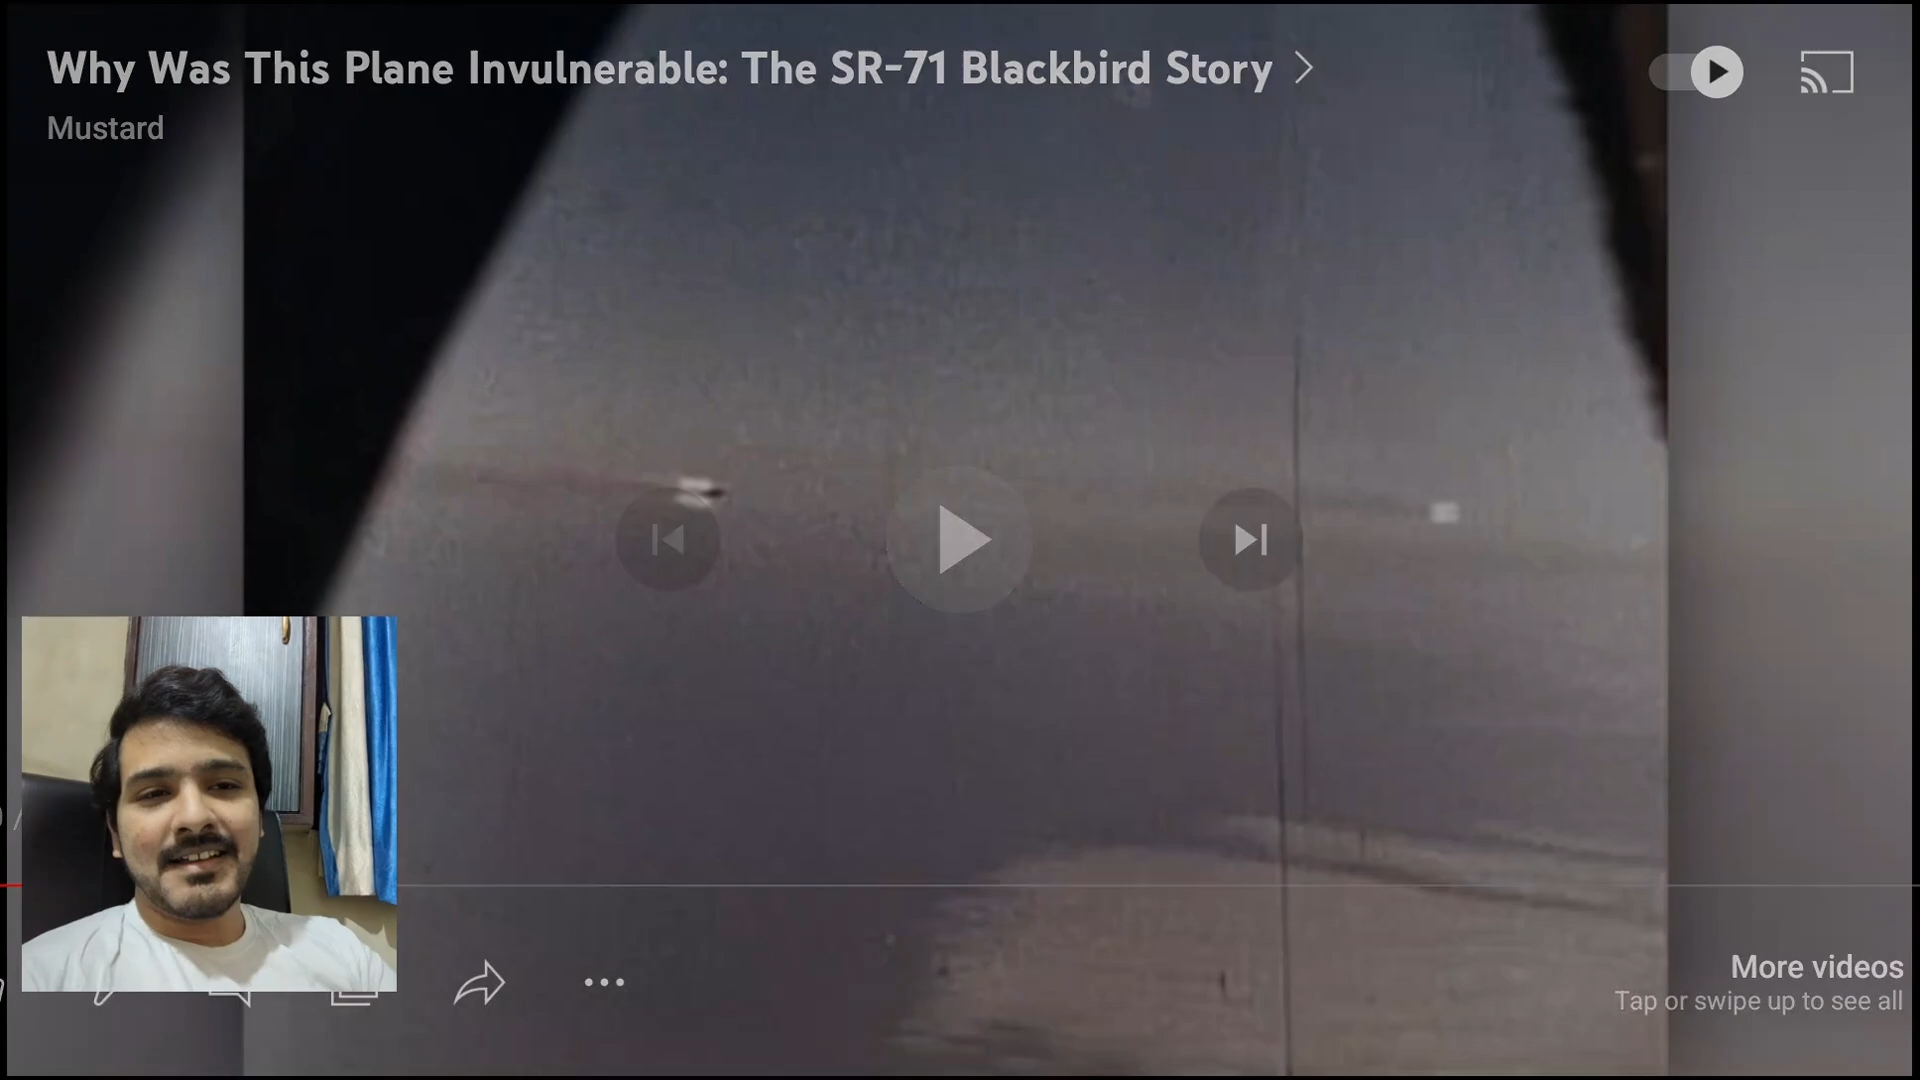 Why Was This Plane Invulnerable: The SR-71 Blackbird Story
Mustard
More videos
Tap or swipe up to see all